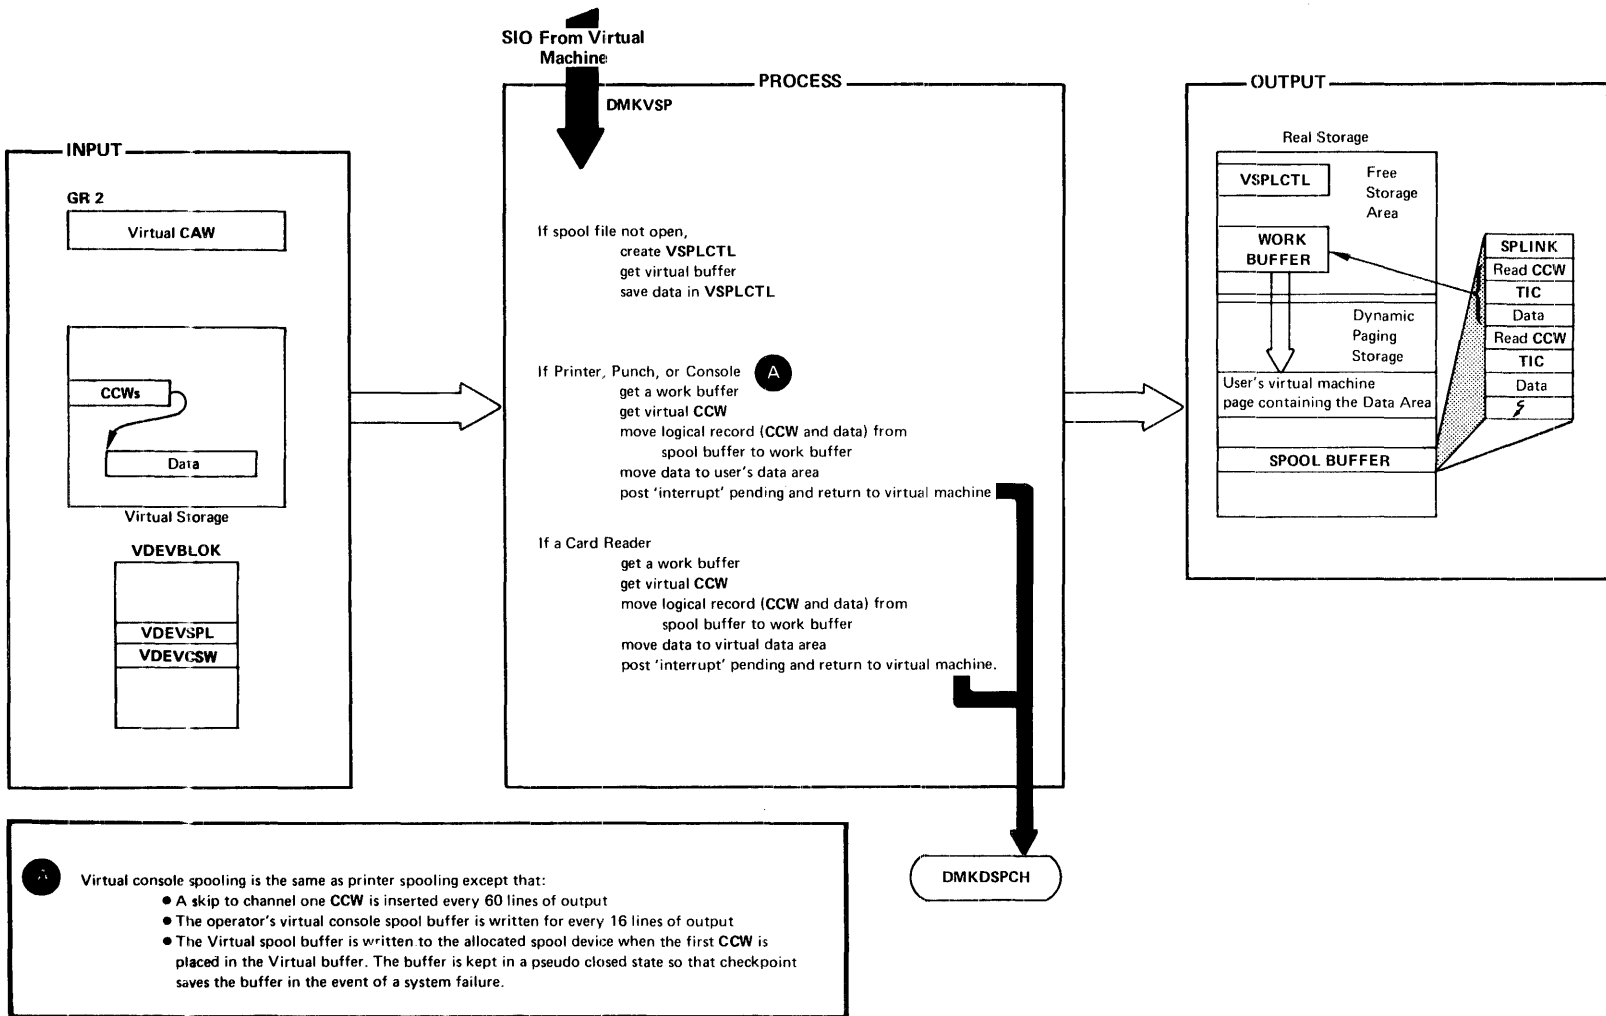 SIO From Virtual
Machine
DMKVSP
INPUT
GR 2
Virtual CAW
CCWs
Data
Virtual Storage
VDEVBLOK
VDEVSPL
VDEVCSW
PROCESS
If spool file not open,
create VSPLCTL
get virtual buffer
save data in VSPLCTL
If Printer, Punch, or Console
A
get a work buffer
get virtual CCW
move logical record (CCW and data) from
spool buffer to work buffer
move data to user's data area
post 'interrupt' pending and return to virtual machine
If a Card Reader
get a work buffer
get virtual CCW
move logical record (CCW and data) from
spool buffer to work buffer
move data to virtual data area
post 'interrupt' pending and return to virtual machine.
DMKDSPCH
OUTPUT
Real Storage
VSPLCTL
Free
Storage
Area
WORK
BUFFER
Dynamic
Paging
Storage
User's virtual machine
page containing the Data Area
SPOOL BUFFER
SPLINK
Read CCW
TIC
Data
Read CCW
TIC
Data
A
Virtual console spooling is the same as printer spooling except that:
● A skip to channel one CCW is inserted every 60 lines of output
● The operator's virtual console spool buffer is written for every 16 lines of output
● The Virtual spool buffer is written to the allocated spool device when the first CCW is
placed in the Virtual buffer. The buffer is kept in a pseudo closed state so that checkpoint
saves the buffer in the event of a system failure.